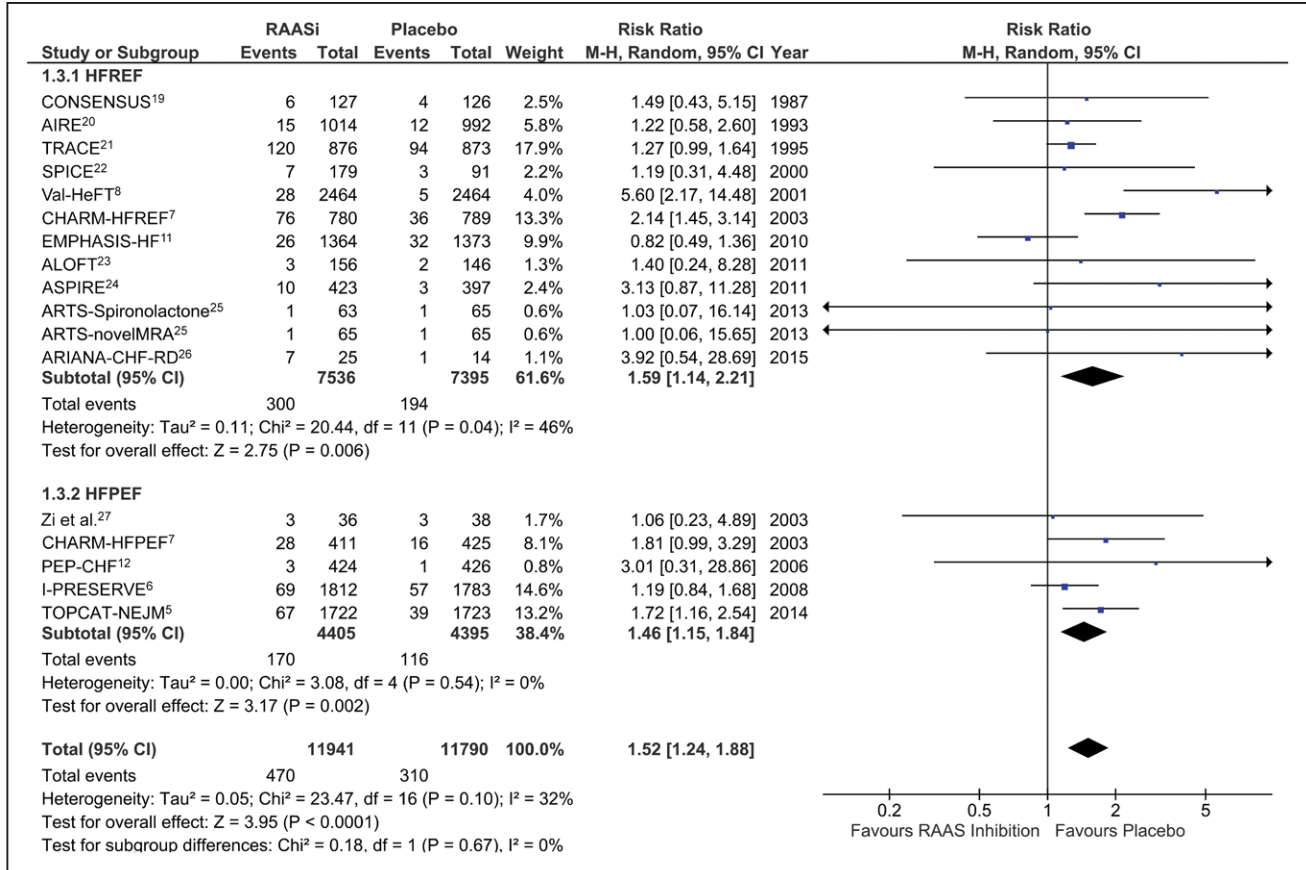 RAASi Placebo Risk Ratio Risk Ratio
Study or Subgroup Events Total Events Total Weight M-H, Random, 95% CI Year M-H, Random, 95% CI
1.3.1 HFREF
CONSENSUS¹⁹ 6 127 4 126 2.5% 1.49 [0.43, 5.15] 1987
AIRE²⁰ 15 1014 12 992 5.8% 1.22 [0.58, 2.60] 1993
TRACE²¹ 120 876 94 873 17.9% 1.27 [0.99, 1.64] 1995
SPICE²² 7 179 3 91 2.2% 1.19 [0.31, 4.48] 2000
Val-HeFT⁸ 28 2464 5 2464 4.0% 5.60 [2.17, 14.48] 2001
CHARM-HFREF⁷ 76 780 36 789 13.3% 2.14 [1.45, 3.14] 2003
EMPHASIS-HF¹¹ 26 1364 32 1373 9.9% 0.82 [0.49, 1.36] 2010
ALOFT²³ 3 156 2 146 1.3% 1.40 [0.24, 8.28] 2011
ASPIRE²⁴ 10 423 3 397 2.4% 3.13 [0.87, 11.28] 2011
ARTS-Spironolactone²⁵ 1 63 1 65 0.6% 1.03 [0.07, 16.14] 2013
ARTS-novelMRA²⁵ 1 65 1 65 0.6% 1.00 [0.06, 15.65] 2013
ARIANA-CHF-RD²⁶ 7 25 1 14 1.1% 3.92 [0.54, 28.69] 2015
Subtotal (95% CI) 7536 7395 61.6% 1.59 [1.14, 2.21]
Total events 300 194
Heterogeneity: Tau² = 0.11; Chi² = 20.44, df = 11 (P = 0.04); I² = 46%
Test for overall effect: Z = 2.75 (P = 0.006)
1.3.2 HFPEF
Zi et al.²⁷ 3 36 3 38 1.7% 1.06 [0.23, 4.89] 2003
CHARM-HFPEF⁷ 28 411 16 425 8.1% 1.81 [0.99, 3.29] 2003
PEP-CHF¹² 3 424 1 426 0.8% 3.01 [0.31, 28.86] 2006
I-PRESERVE⁶ 69 1812 57 1783 14.6% 1.19 [0.84, 1.68] 2008
TOPCAT-NEJM⁵ 67 1722 39 1723 13.2% 1.72 [1.16, 2.54] 2014
Subtotal (95% CI) 4405 4395 38.4% 1.46 [1.15, 1.84]
Total events 170 116
Heterogeneity: Tau² = 0.00; Chi² = 3.08, df = 4 (P = 0.54); I² = 0%
Test for overall effect: Z = 3.17 (P = 0.002)
Total (95% CI) 11941 11790 100.0% 1.52 [1.24, 1.88]
Total events 470 310
Heterogeneity: Tau² = 0.05; Chi² = 23.47, df = 16 (P = 0.10); I² = 32%
Test for overall effect: Z = 3.95 (P < 0.0001)
Test for subgroup differences: Chi² = 0.18, df = 1 (P = 0.67), I² = 0%
0.2 0.5 1 2 5
Favours RAAS Inhibition Favours Placebo